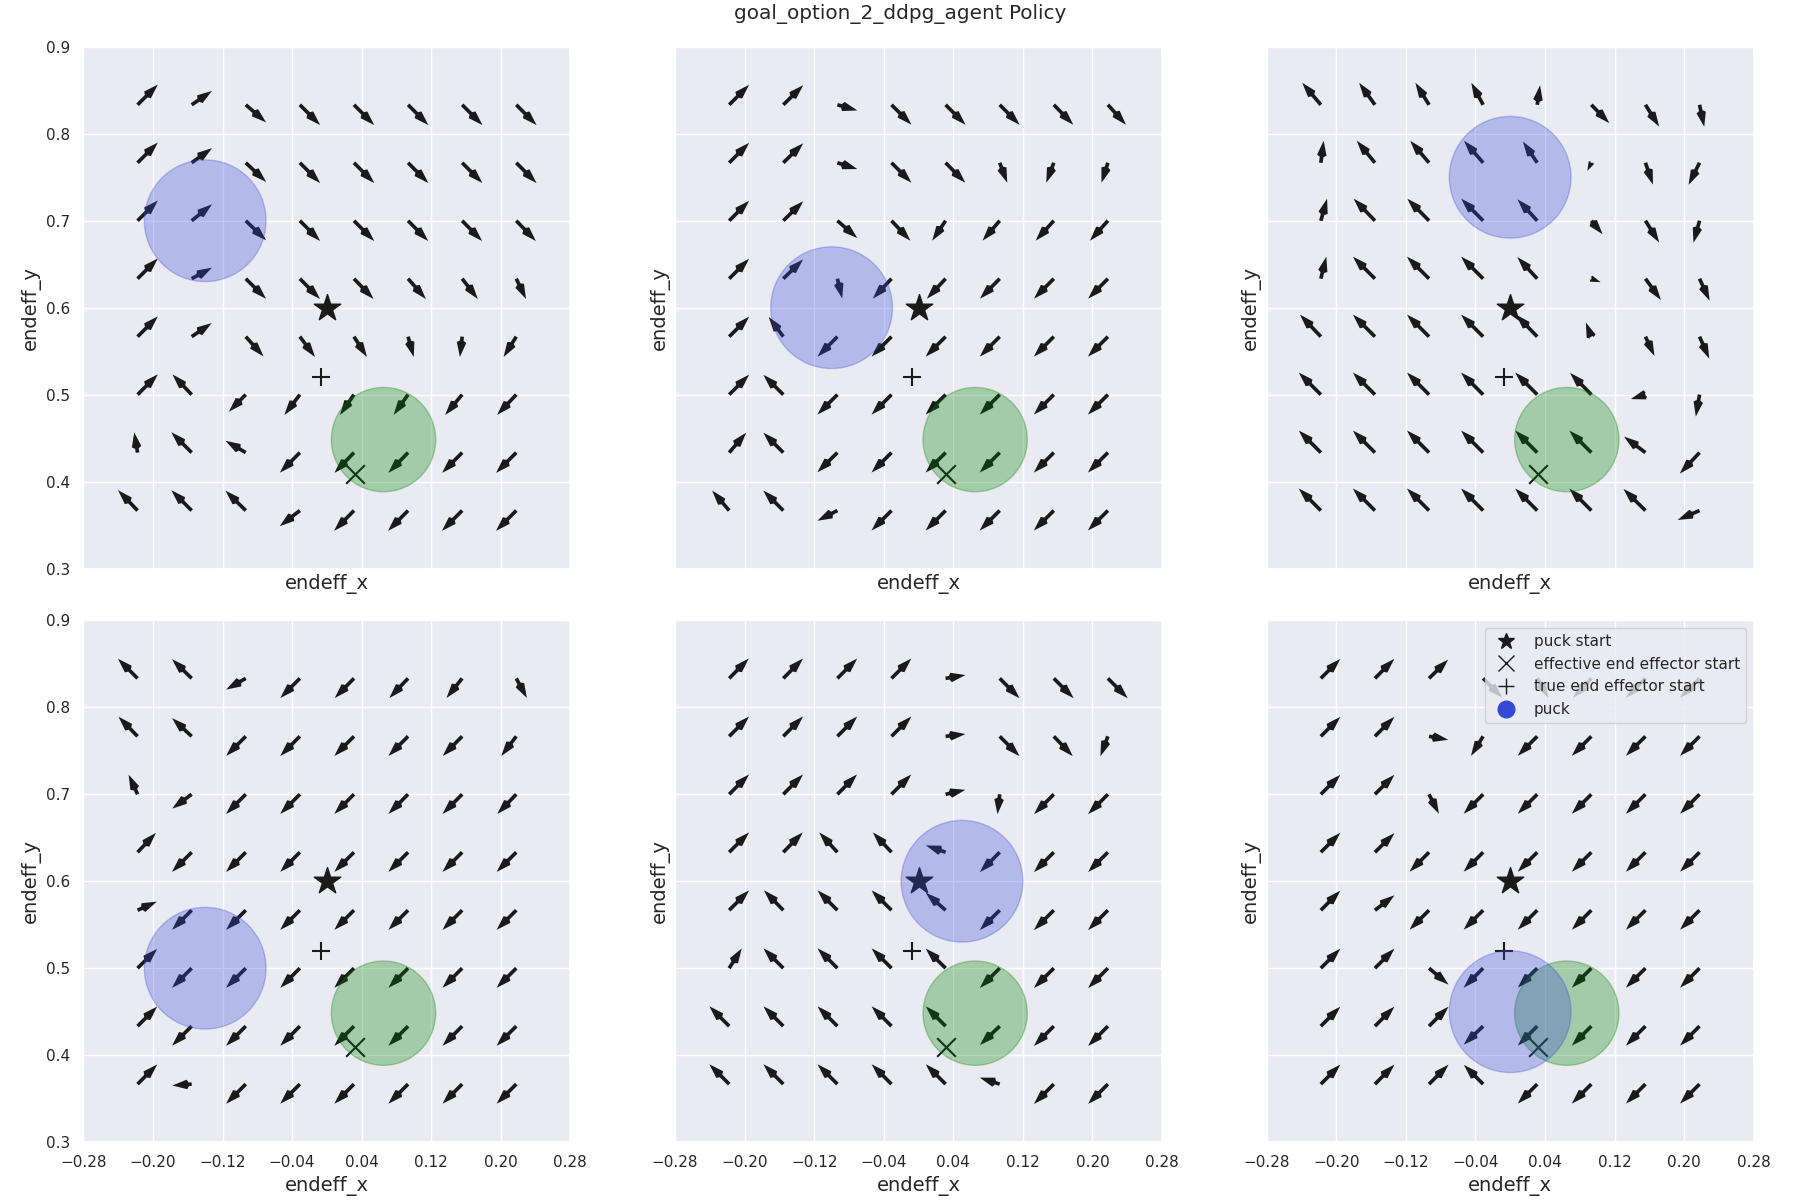 goal_option_2_ddpg_agent Policy
0.9
0.8
0.7
0.6
0.5
0.4
0.3
endeff_y
endeff_x
endeff_y
endeff_x
endeff_y
endeff_x
0.9
0.8
0.7
0.6
0.5
0.4
0.3
endeff_y
−0.28 −0.20 −0.12 −0.04 0.04 0.12 0.20 0.28
endeff_x
endeff_y
−0.28 −0.20 −0.12 −0.04 0.04 0.12 0.20 0.28
endeff_x
puck start
effective end effector start
true end effector start
puck
endeff_y
−0.28 −0.20 −0.12 −0.04 0.04 0.12 0.20 0.28
endeff_x